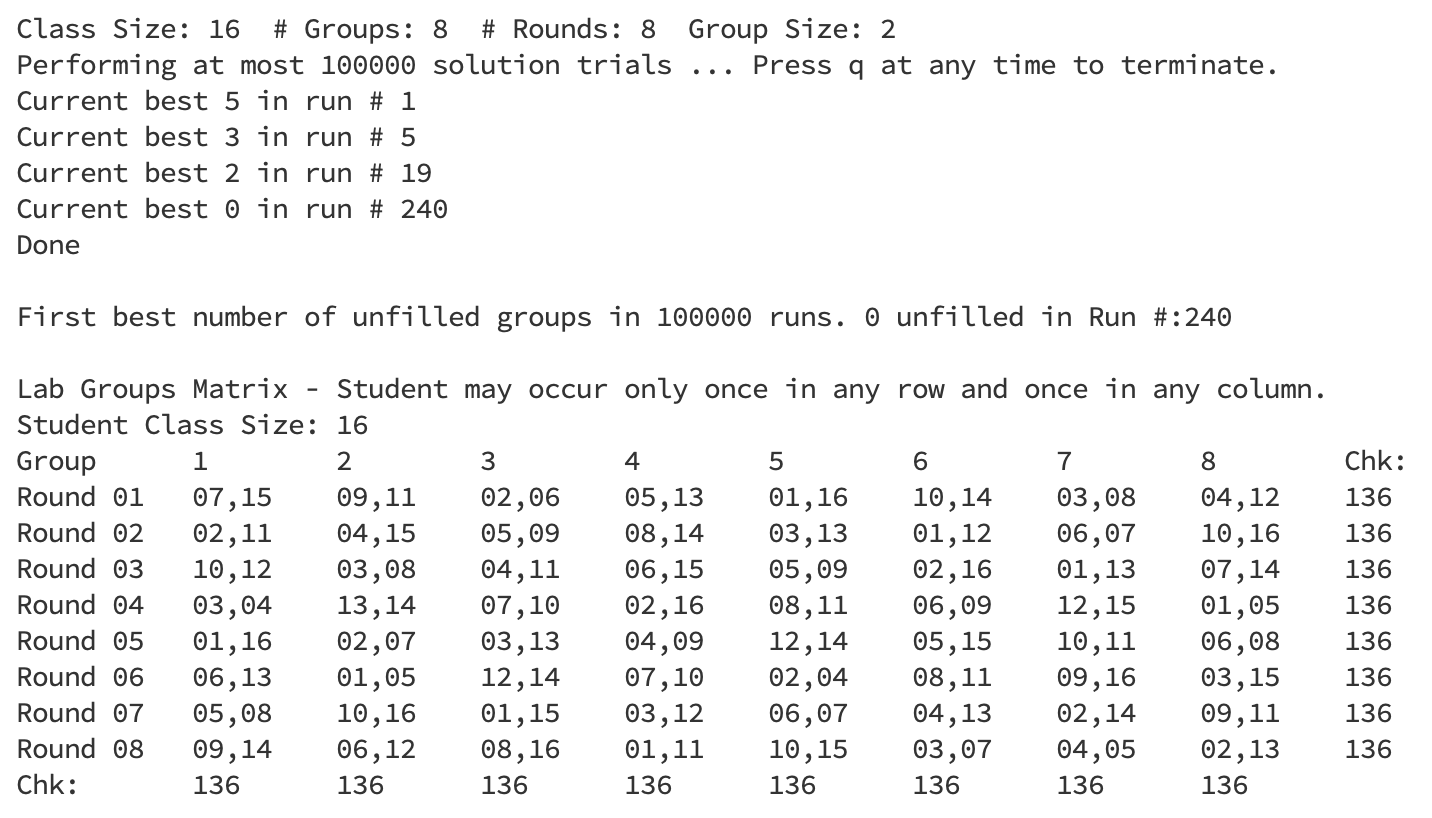 Class Size: 16  # Groups: 8  # Rounds: 8  Group Size: 2
Performing at most 100000 solution trials ... Press q at any time to terminate.
Current best 5 in run # 1
Current best 3 in run # 5
Current best 2 in run # 19
Current best 0 in run # 240
Done

First best number of unfilled groups in 100000 runs. 0 unfilled in Run #:240

Lab Groups Matrix - Student may occur only once in any row and once in any column.
Student Class Size: 16
Group      1        2        3        4        5        6        7        8        Chk:
Round 01   07,15    09,11    02,06    05,13    01,16    10,14    03,08    04,12    136
Round 02   02,11    04,15    05,09    08,14    03,13    01,12    06,07    10,16    136
Round 03   10,12    03,08    04,11    06,15    05,09    02,16    01,13    07,14    136
Round 04   03,04    13,14    07,10    02,16    08,11    06,09    12,15    01,05    136
Round 05   01,16    02,07    03,13    04,09    12,14    05,15    10,11    06,08    136
Round 06   06,13    01,05    12,14    07,10    02,04    08,11    09,16    03,15    136
Round 07   05,08    10,16    01,15    03,12    06,07    04,13    02,14    09,11    136
Round 08   09,14    06,12    08,16    01,11    10,15    03,07    04,05    02,13    136
Chk:       136      136      136      136      136      136      136      136